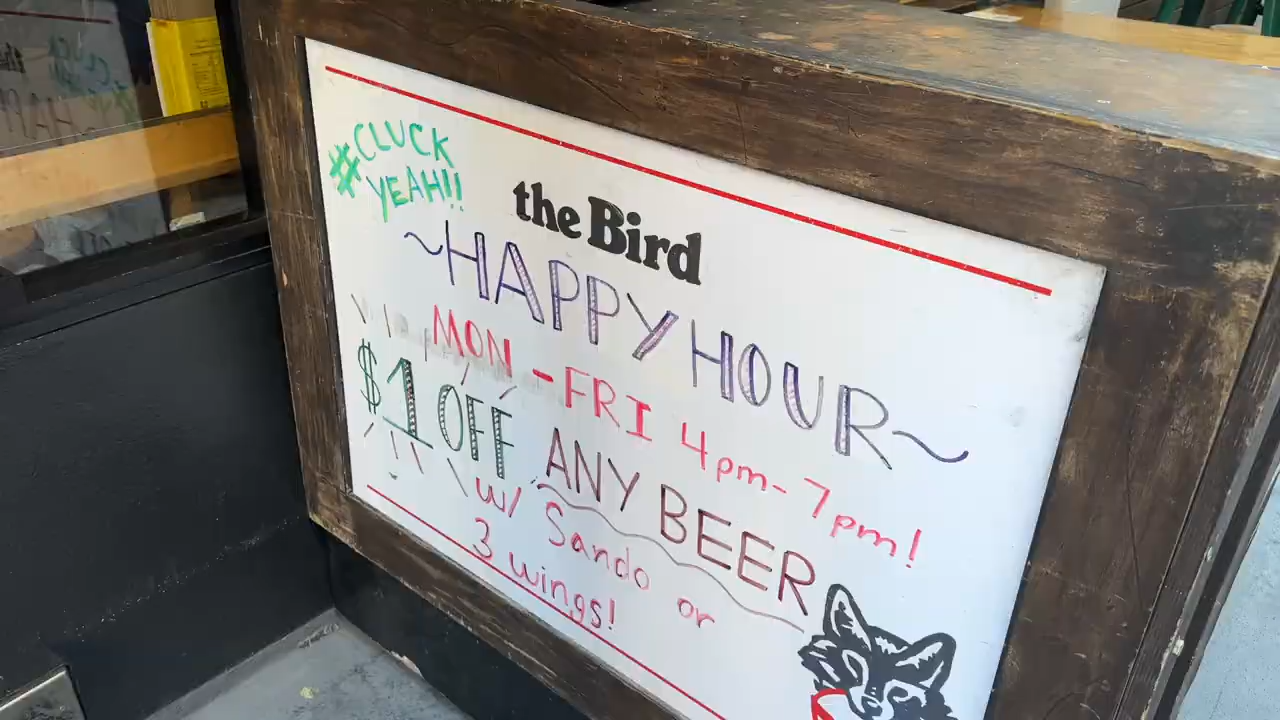 #CLUCK
YEAH!!
the Bird
~HAPPY HOUR~
MON - FRI 4pm-7pm!
$1 OFF ANY BEER
w/ Sando or
3 wings!